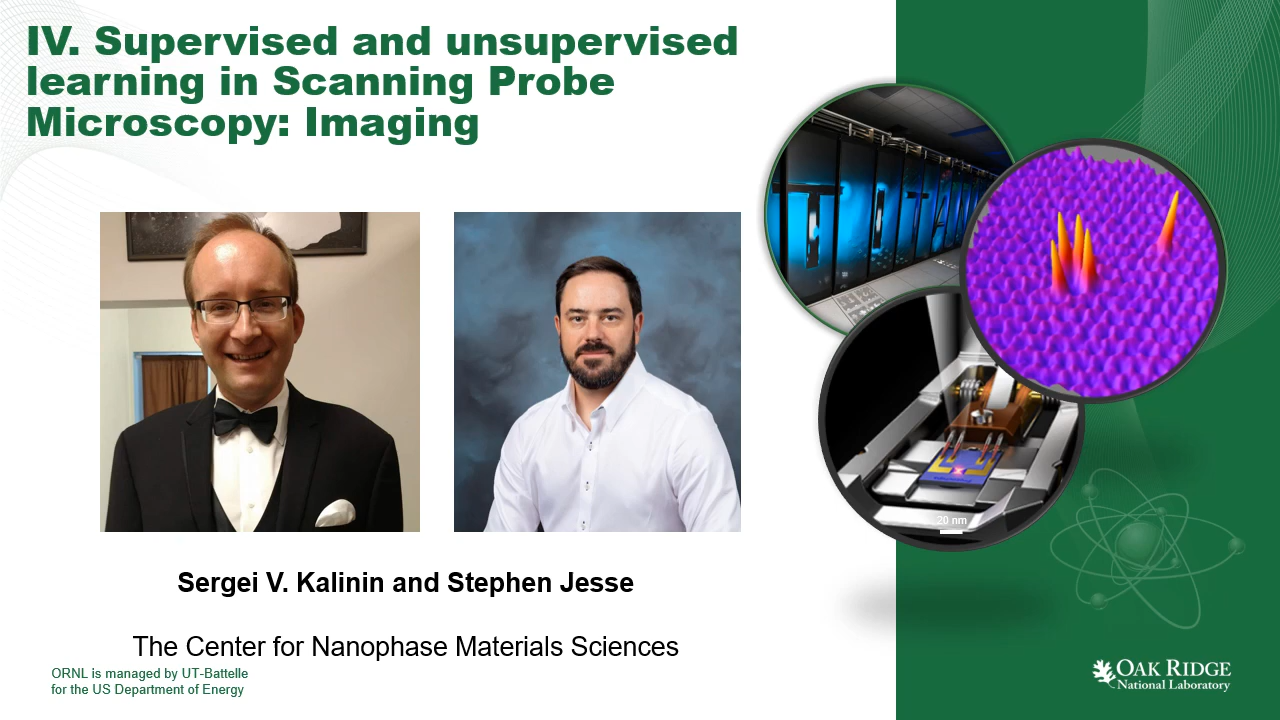 IV. Supervised and unsupervised
learning in Scanning Probe
Microscopy: Imaging
TITA
20 nm
Sergei V. Kalinin and Stephen Jesse
The Center for Nanophase Materials Sciences
ORNL is managed by UT-Battelle
for the US Department of Energy
OAK RIDGE
National Laboratory